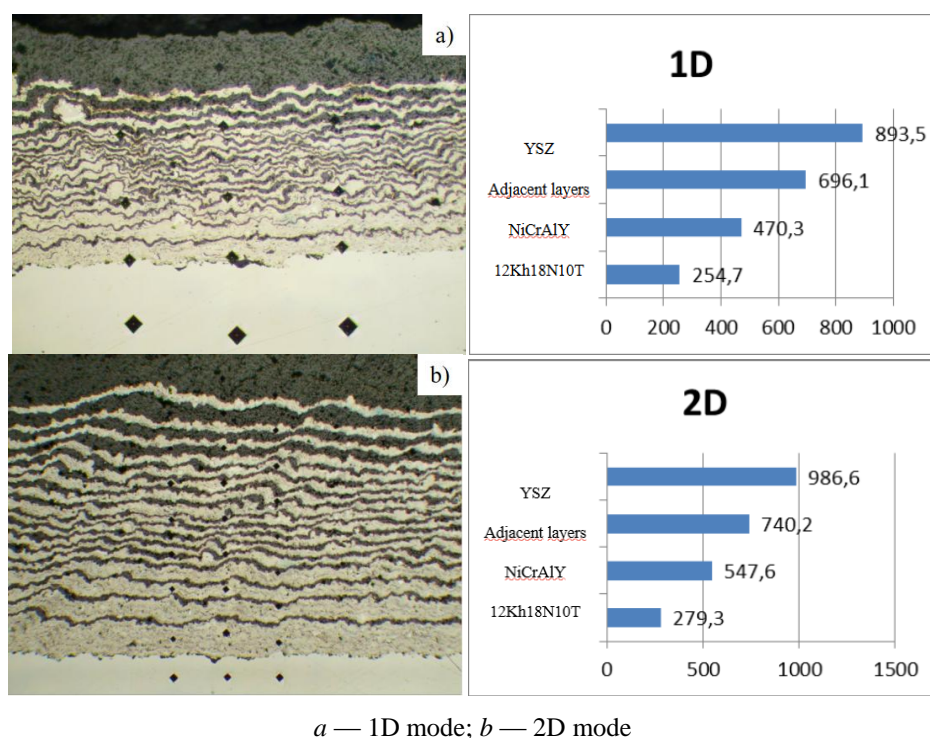 a)
1D
YSZ
893,5
Adjacent layers
696,1
NiCrAlY
470,3
12Kh18N10T
254,7
0 200 400 600 800 1000
b)
2D
YSZ
986,6
Adjacent layers
740,2
NiCrAlY
547,6
12Kh18N10T
279,3
0 500 1000 1500
a — 1D mode; b — 2D mode